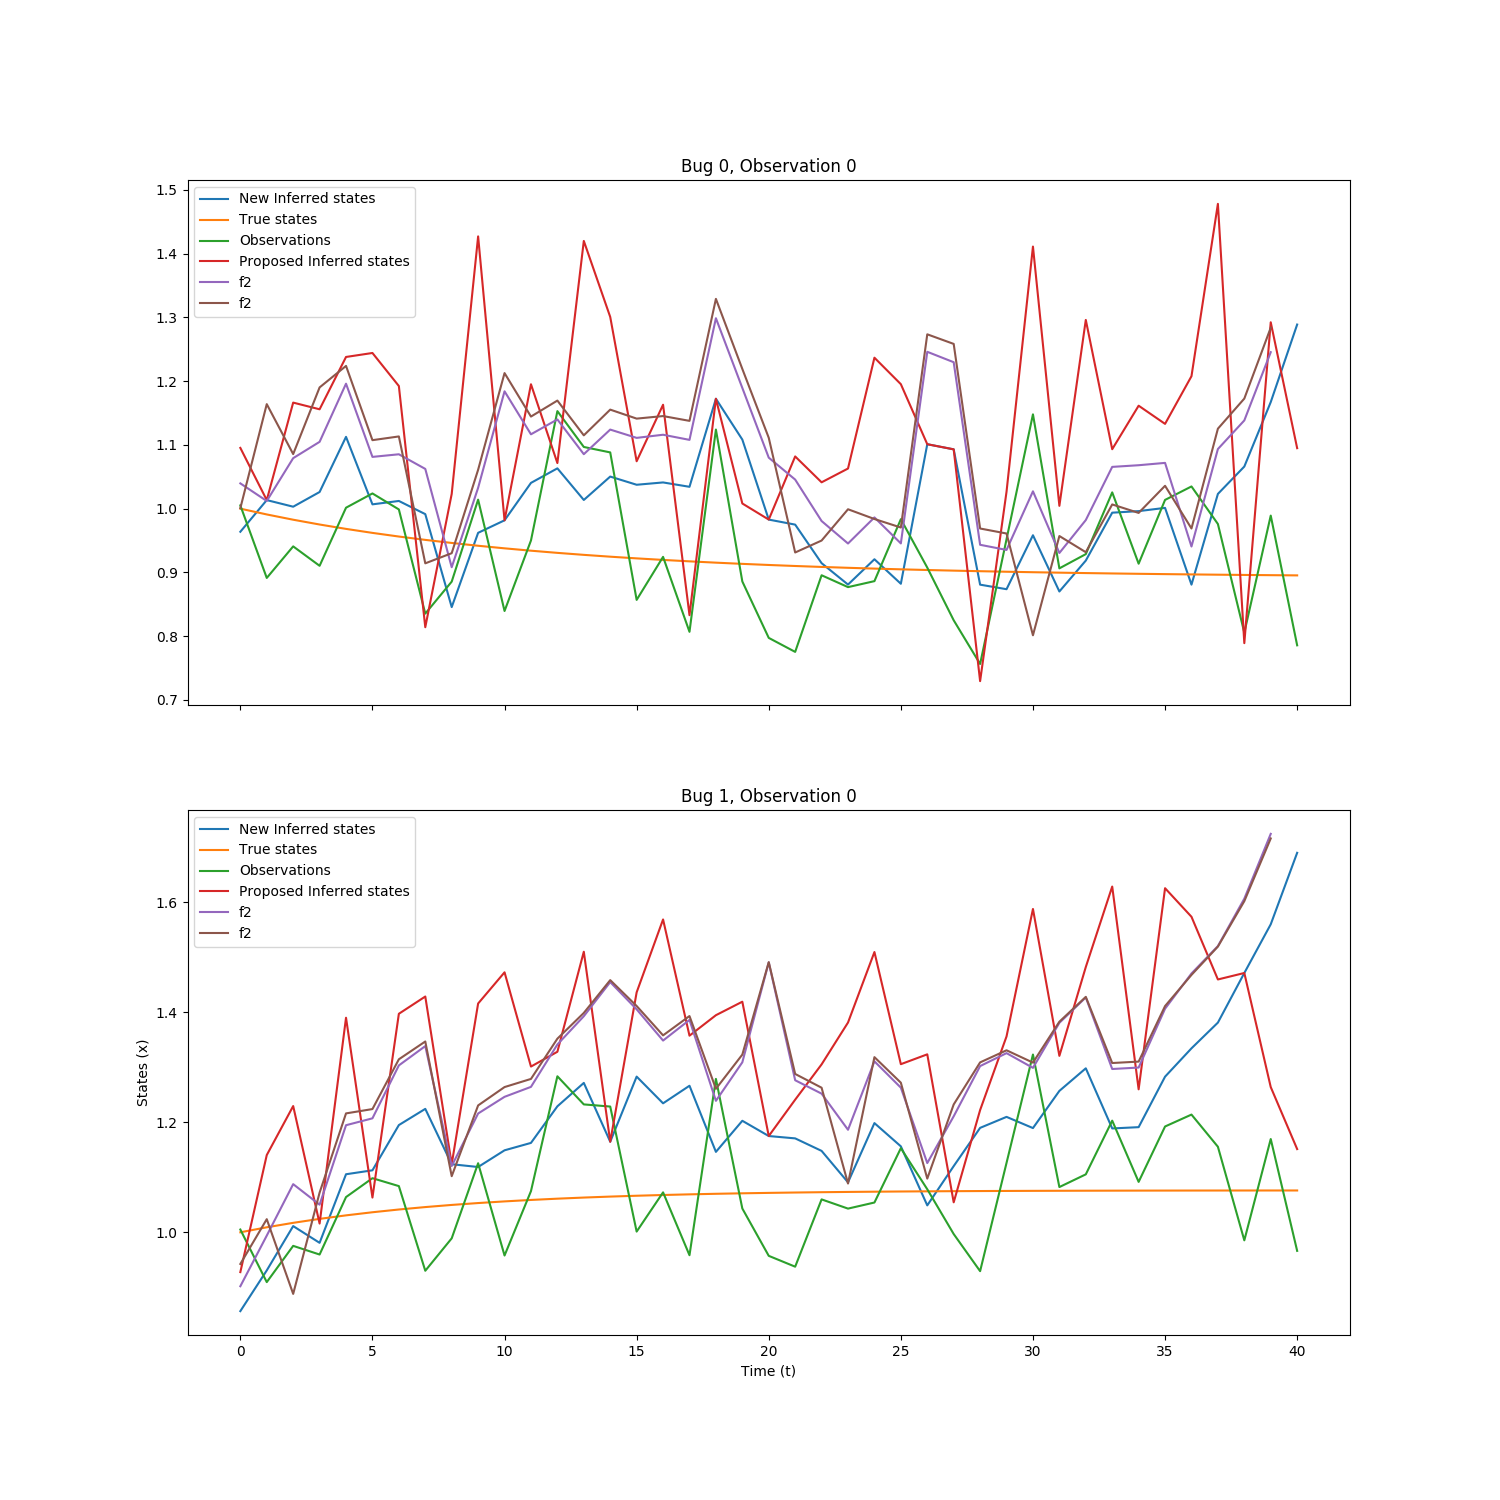 Bug 0, Observation 0
1.5
1.4
1.3
1.2
1.1
1.0
0.9
0.8
0.7
New Inferred states
True states
Observations
Proposed Inferred states
f2
f2
Bug 1, Observation 0
States (x)
1.6
1.4
1.2
1.0
New Inferred states
True states
Observations
Proposed Inferred states
f2
f2
0 5 10 15 20 25 30 35 40
Time (t)